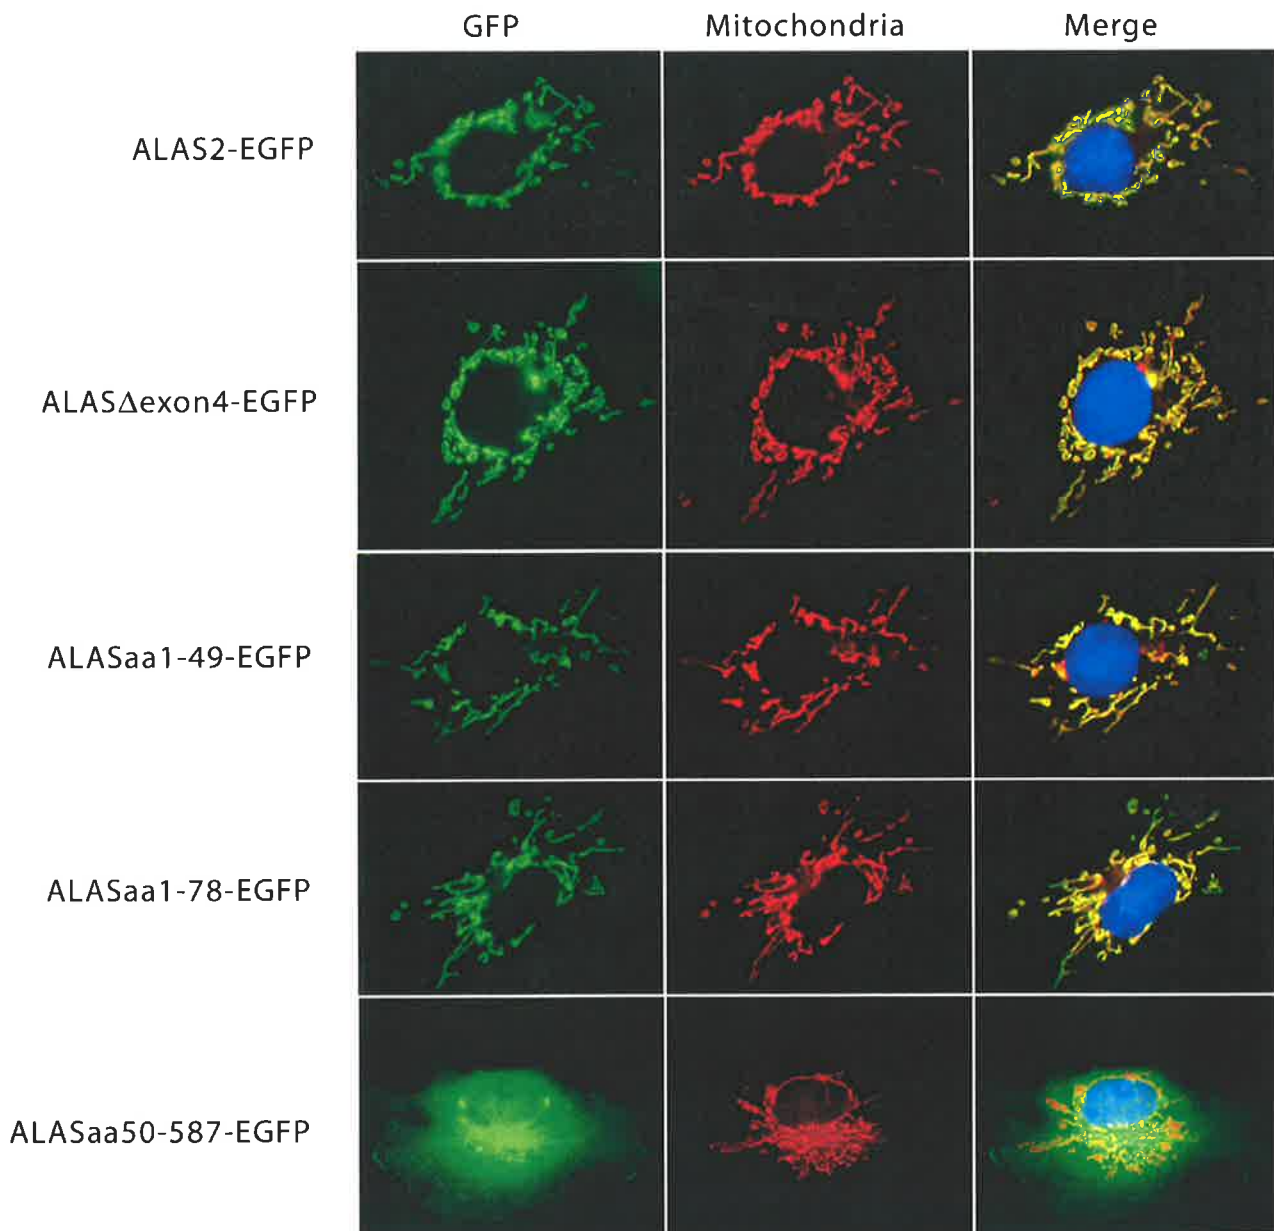 GFP Mitochondria Merge
ALAS2-EGFP
ALASΔexon4-EGFP
ALASaa1-49-EGFP
ALASaa1-78-EGFP
ALASaa50-587-EGFP